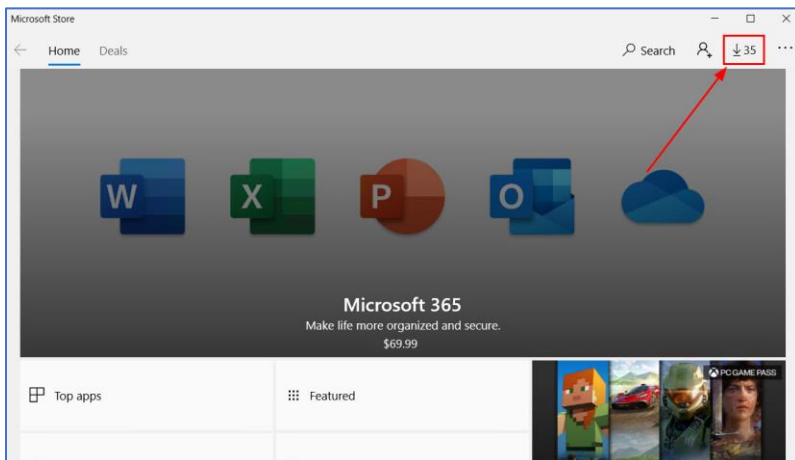 Microsoft Store
Home Deals Search 35
W X P O
Microsoft 365
Make life more organized and secure.
$69.99
Top apps Featured PC GAME PASS